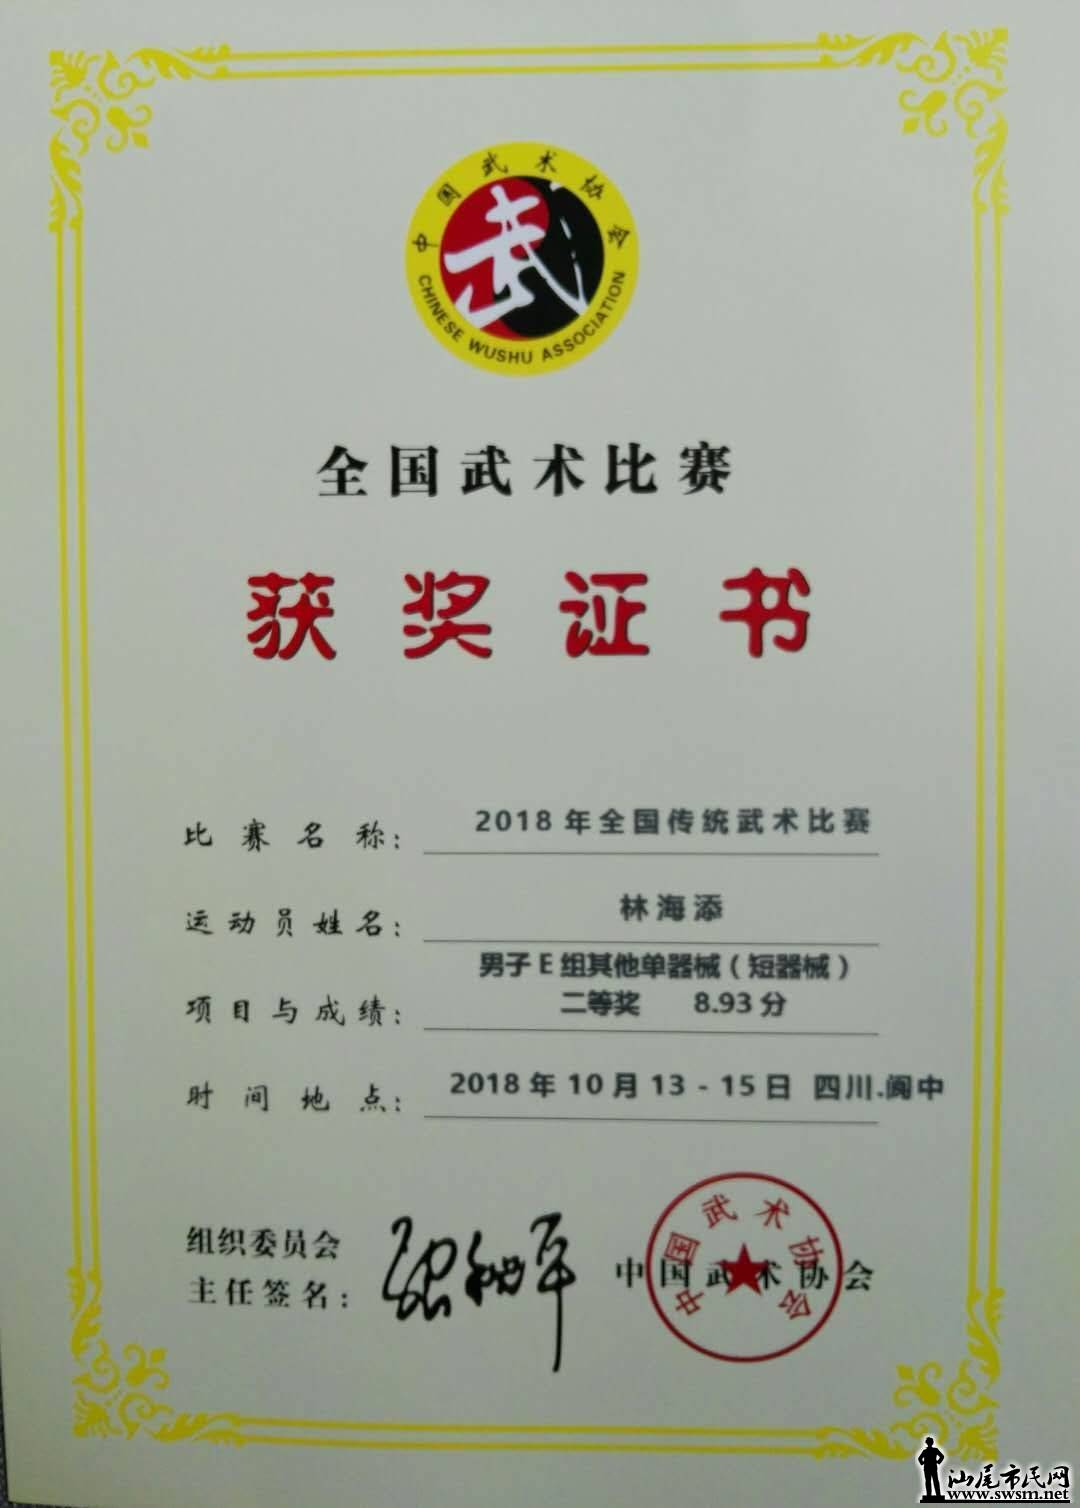 中国武术协会
武
CHINESE WUSHU ASSOCIATION
全国武术比赛
获奖证书
比赛名称: 2018年全国传统武术比赛
运动员姓名: 林海添
项目与成绩: 男子E组其他单器械(短器械)
二等奖 8.93分
时间地点: 2018年10月13-15日 四川.阆中
组织委员会
主任签名:
中国武术协会
中国武术协会
汕尾市民网
www.swsm.net